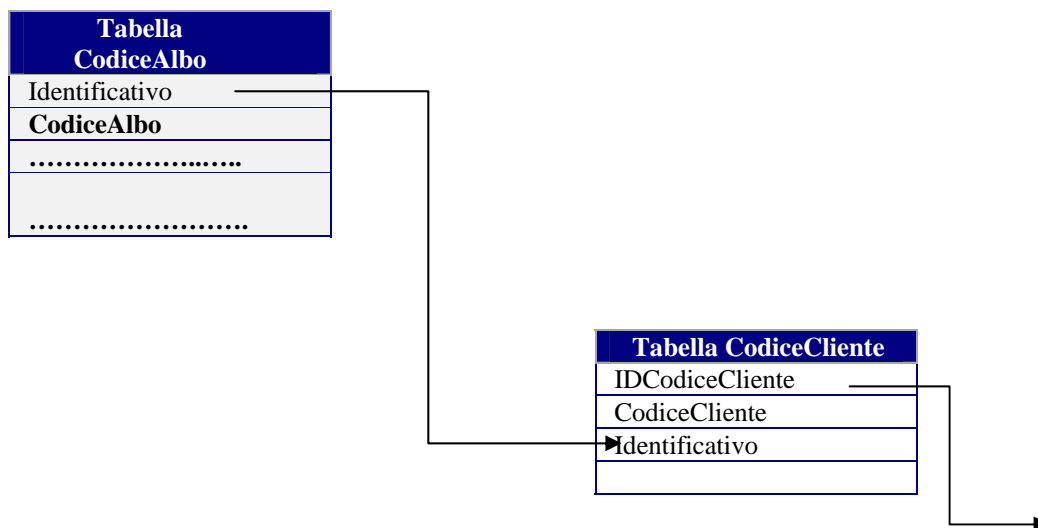 Tabella
CodiceAlbo
Identificativo
CodiceAlbo
………………...…..
…………………….
Tabella CodiceCliente
IDCodiceCliente
CodiceCliente
Identificativo